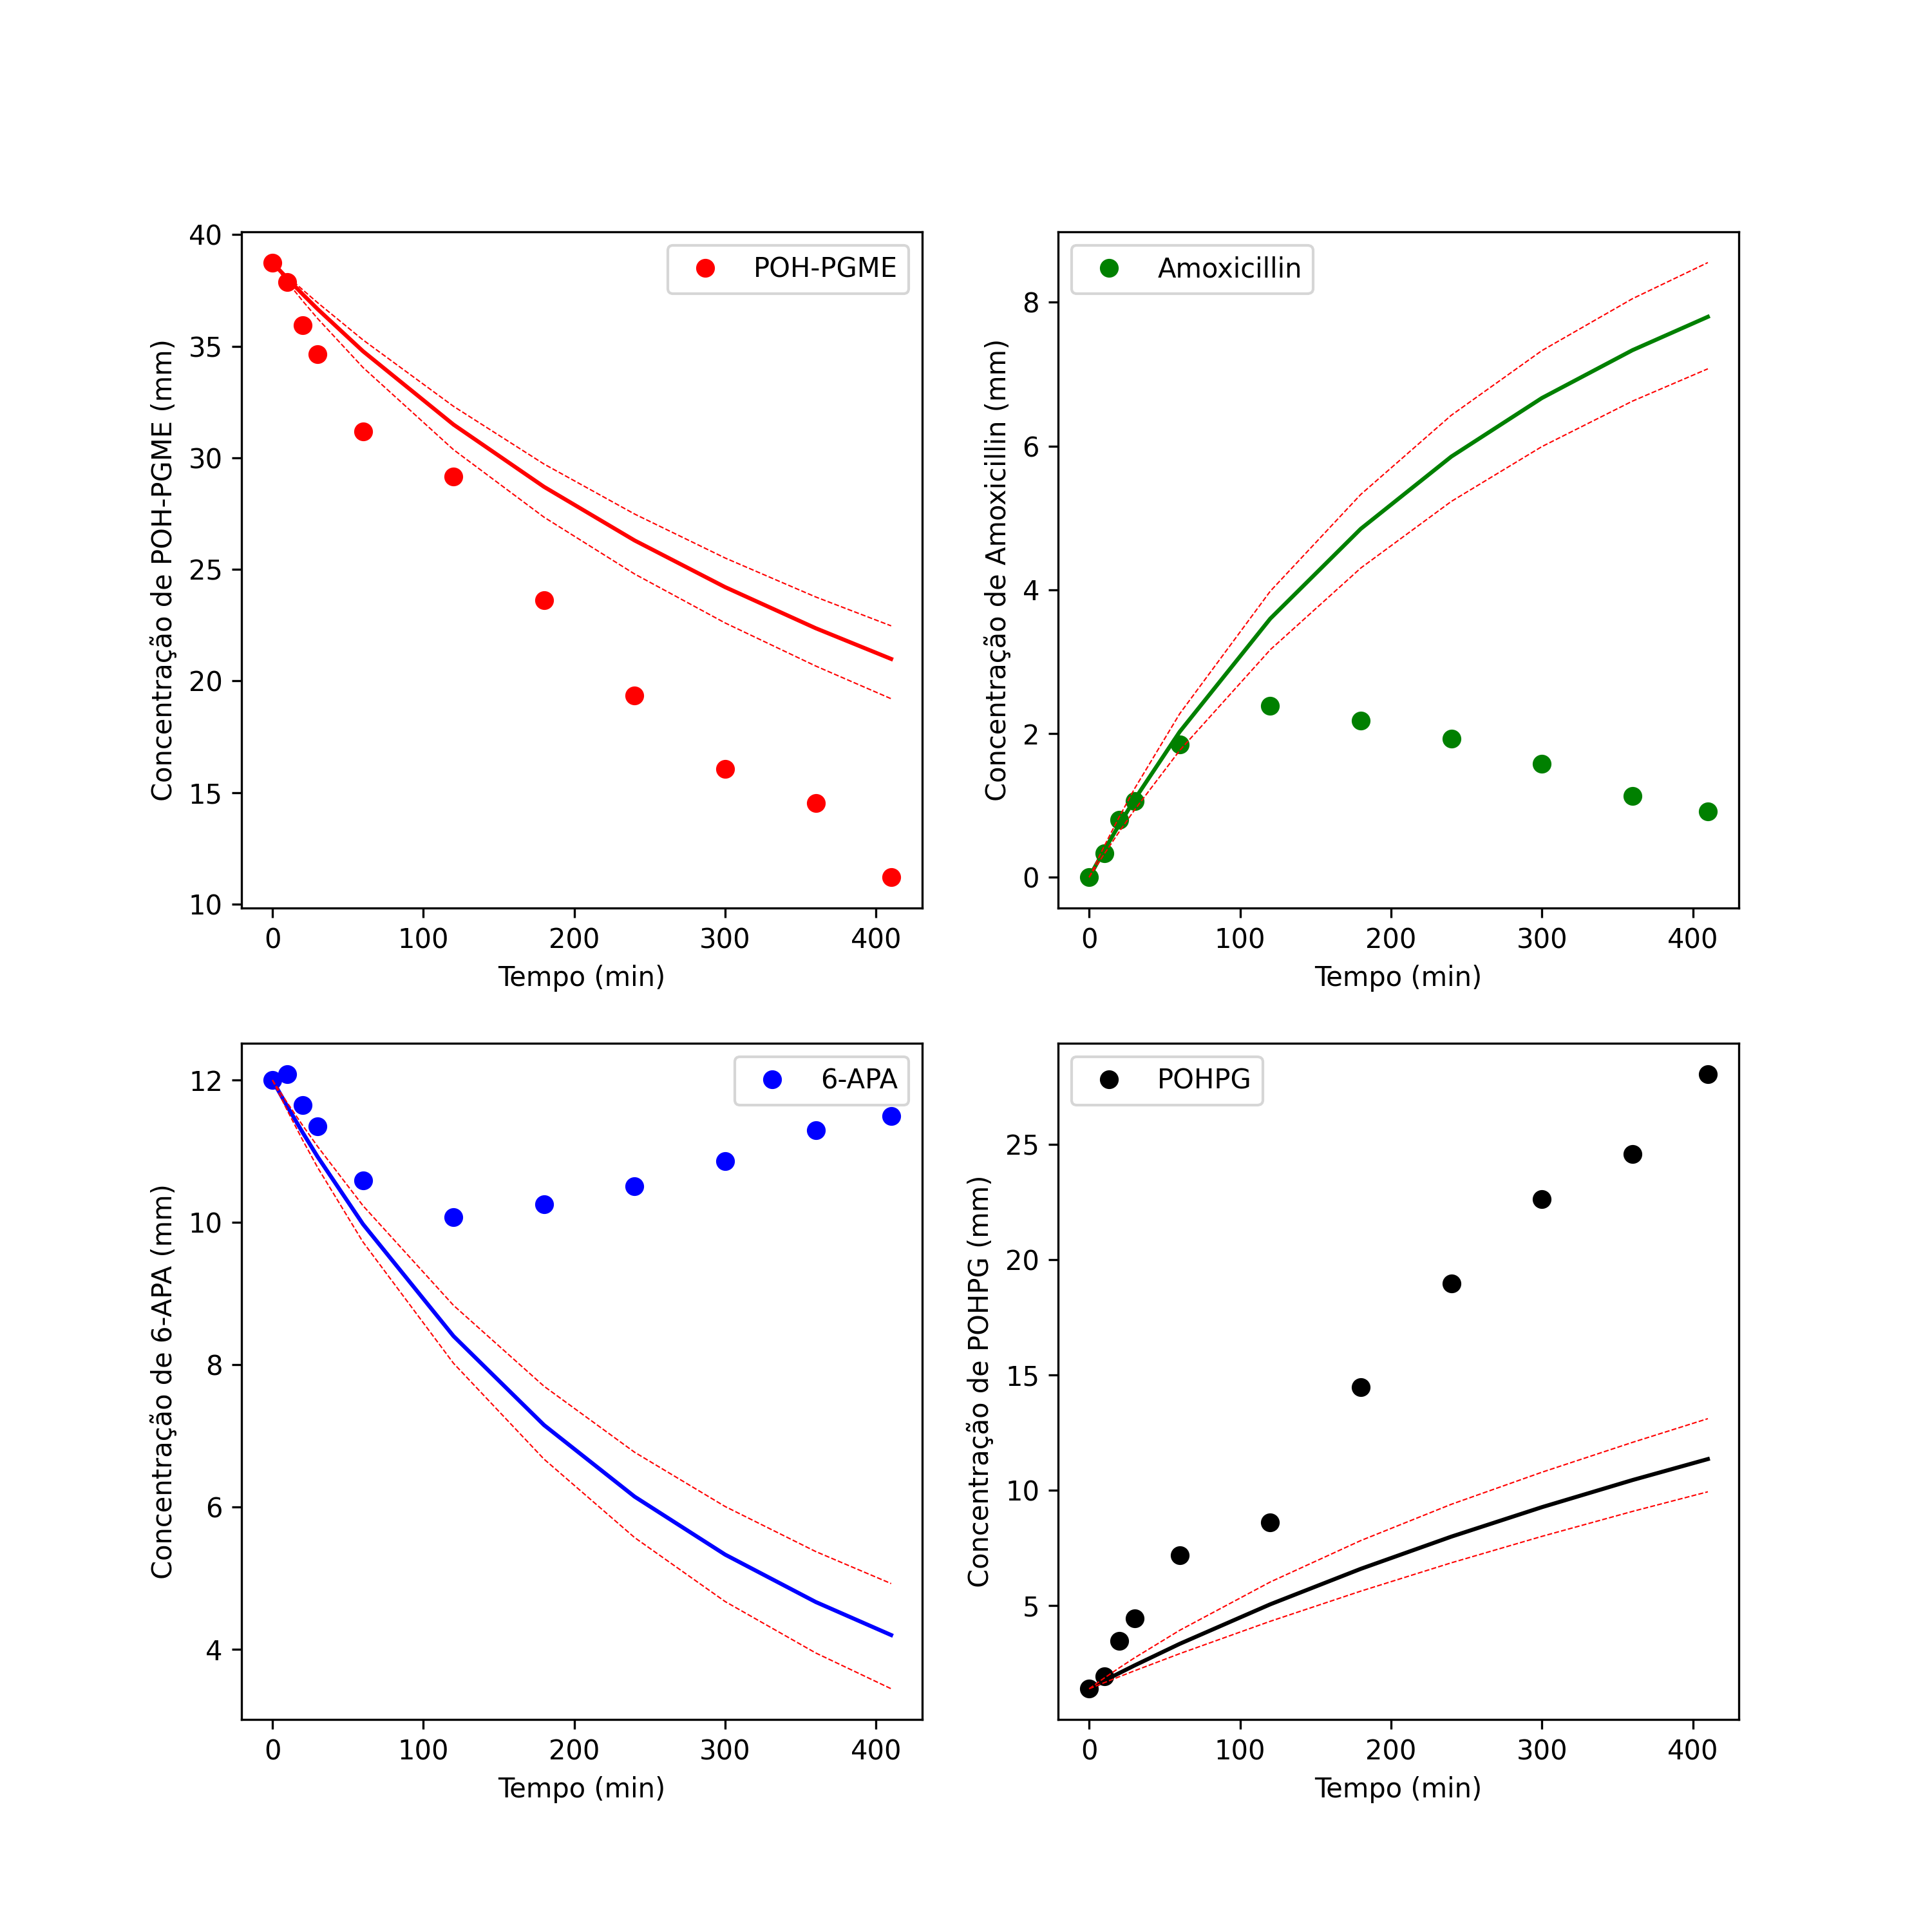 Concentração de POH-PGME (mm)
40
35
30
25
20
15
10
POH-PGME
0 100 200 300 400
Tempo (min)
Concentração de Amoxicillin (mm)
8
6
4
2
0
Amoxicillin
0 100 200 300 400
Tempo (min)
Concentração de 6-APA (mm)
12
10
8
6
4
6-APA
0 100 200 300 400
Tempo (min)
Concentração de POHPG (mm)
25
20
15
10
5
POHPG
0 100 200 300 400
Tempo (min)